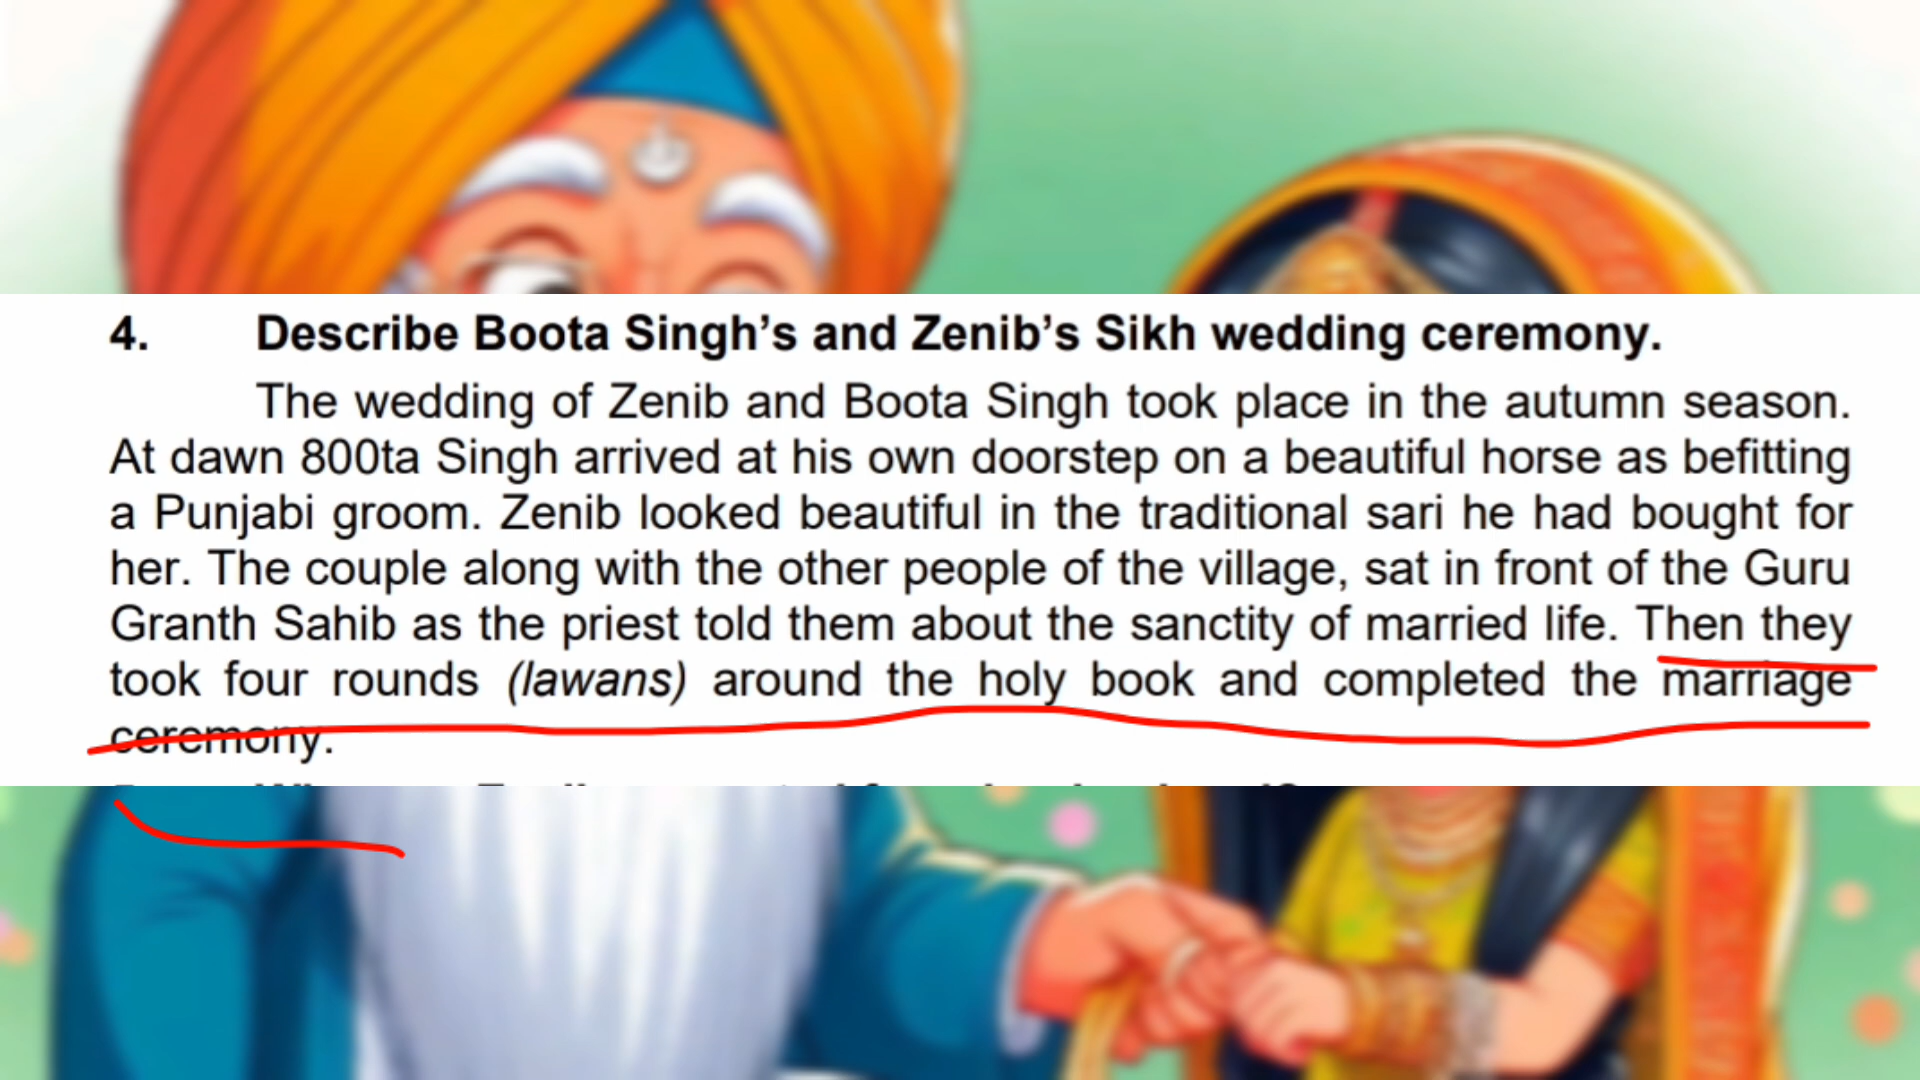 4. Describe Boota Singh’s and Zenib’s Sikh wedding ceremony.
The wedding of Zenib and Boota Singh took place in the autumn season.
At dawn 800ta Singh arrived at his own doorstep on a beautiful horse as befitting
a Punjabi groom. Zenib looked beautiful in the traditional sari he had bought for
her. The couple along with the other people of the village, sat in front of the Guru
Granth Sahib as the priest told them about the sanctity of married life. Then they
took four rounds (lawans) around the holy book and completed the marriage
ceremony.